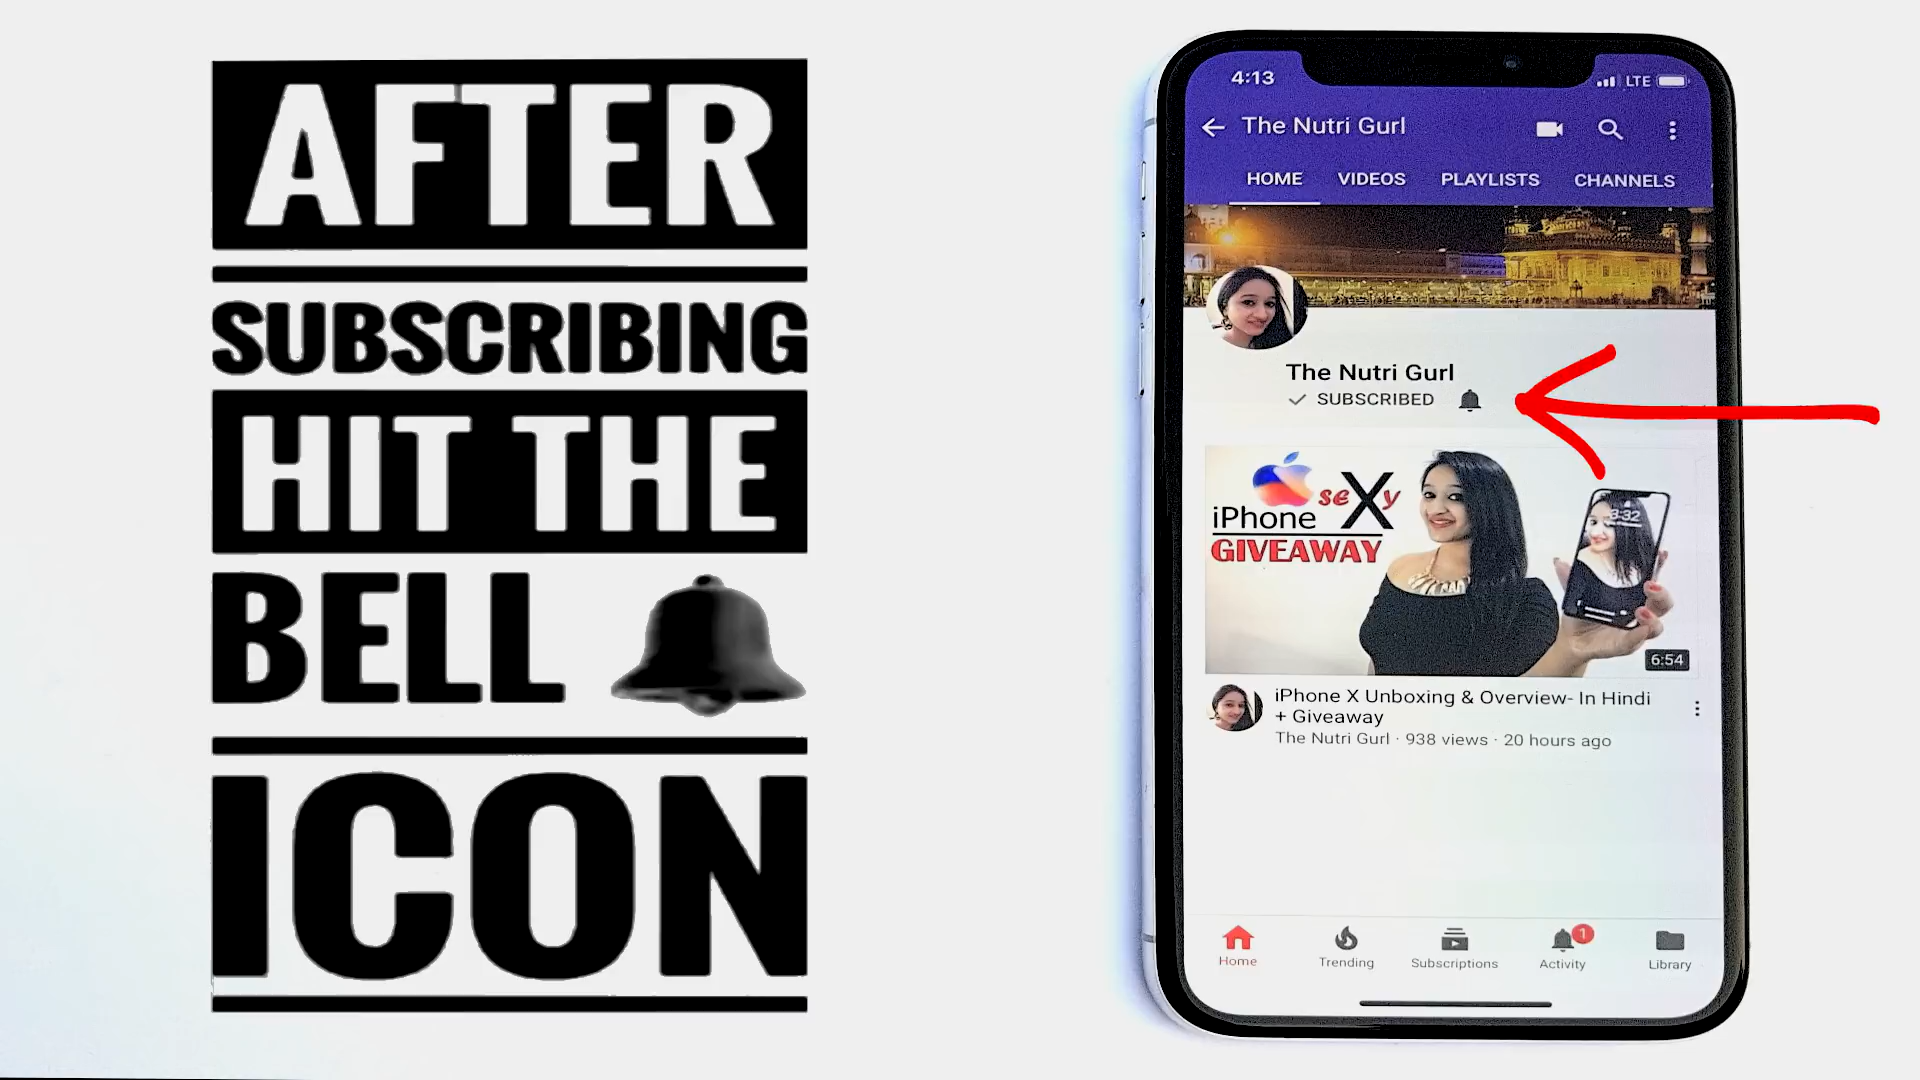 AFTER
SUBSCRIBING
HIT THE
BELL
ICON
4:13
LTE
The Nutri Gurl
HOME VIDEOS PLAYLISTS CHANNELS
The Nutri Gurl
SUBSCRIBED
seXy
iPhone
GIVEAWAY
3:32
6:54
iPhone X Unboxing & Overview- In Hindi
+ Giveaway
The Nutri Gurl · 938 views · 20 hours ago
1
Home Trending Subscriptions Activity Library